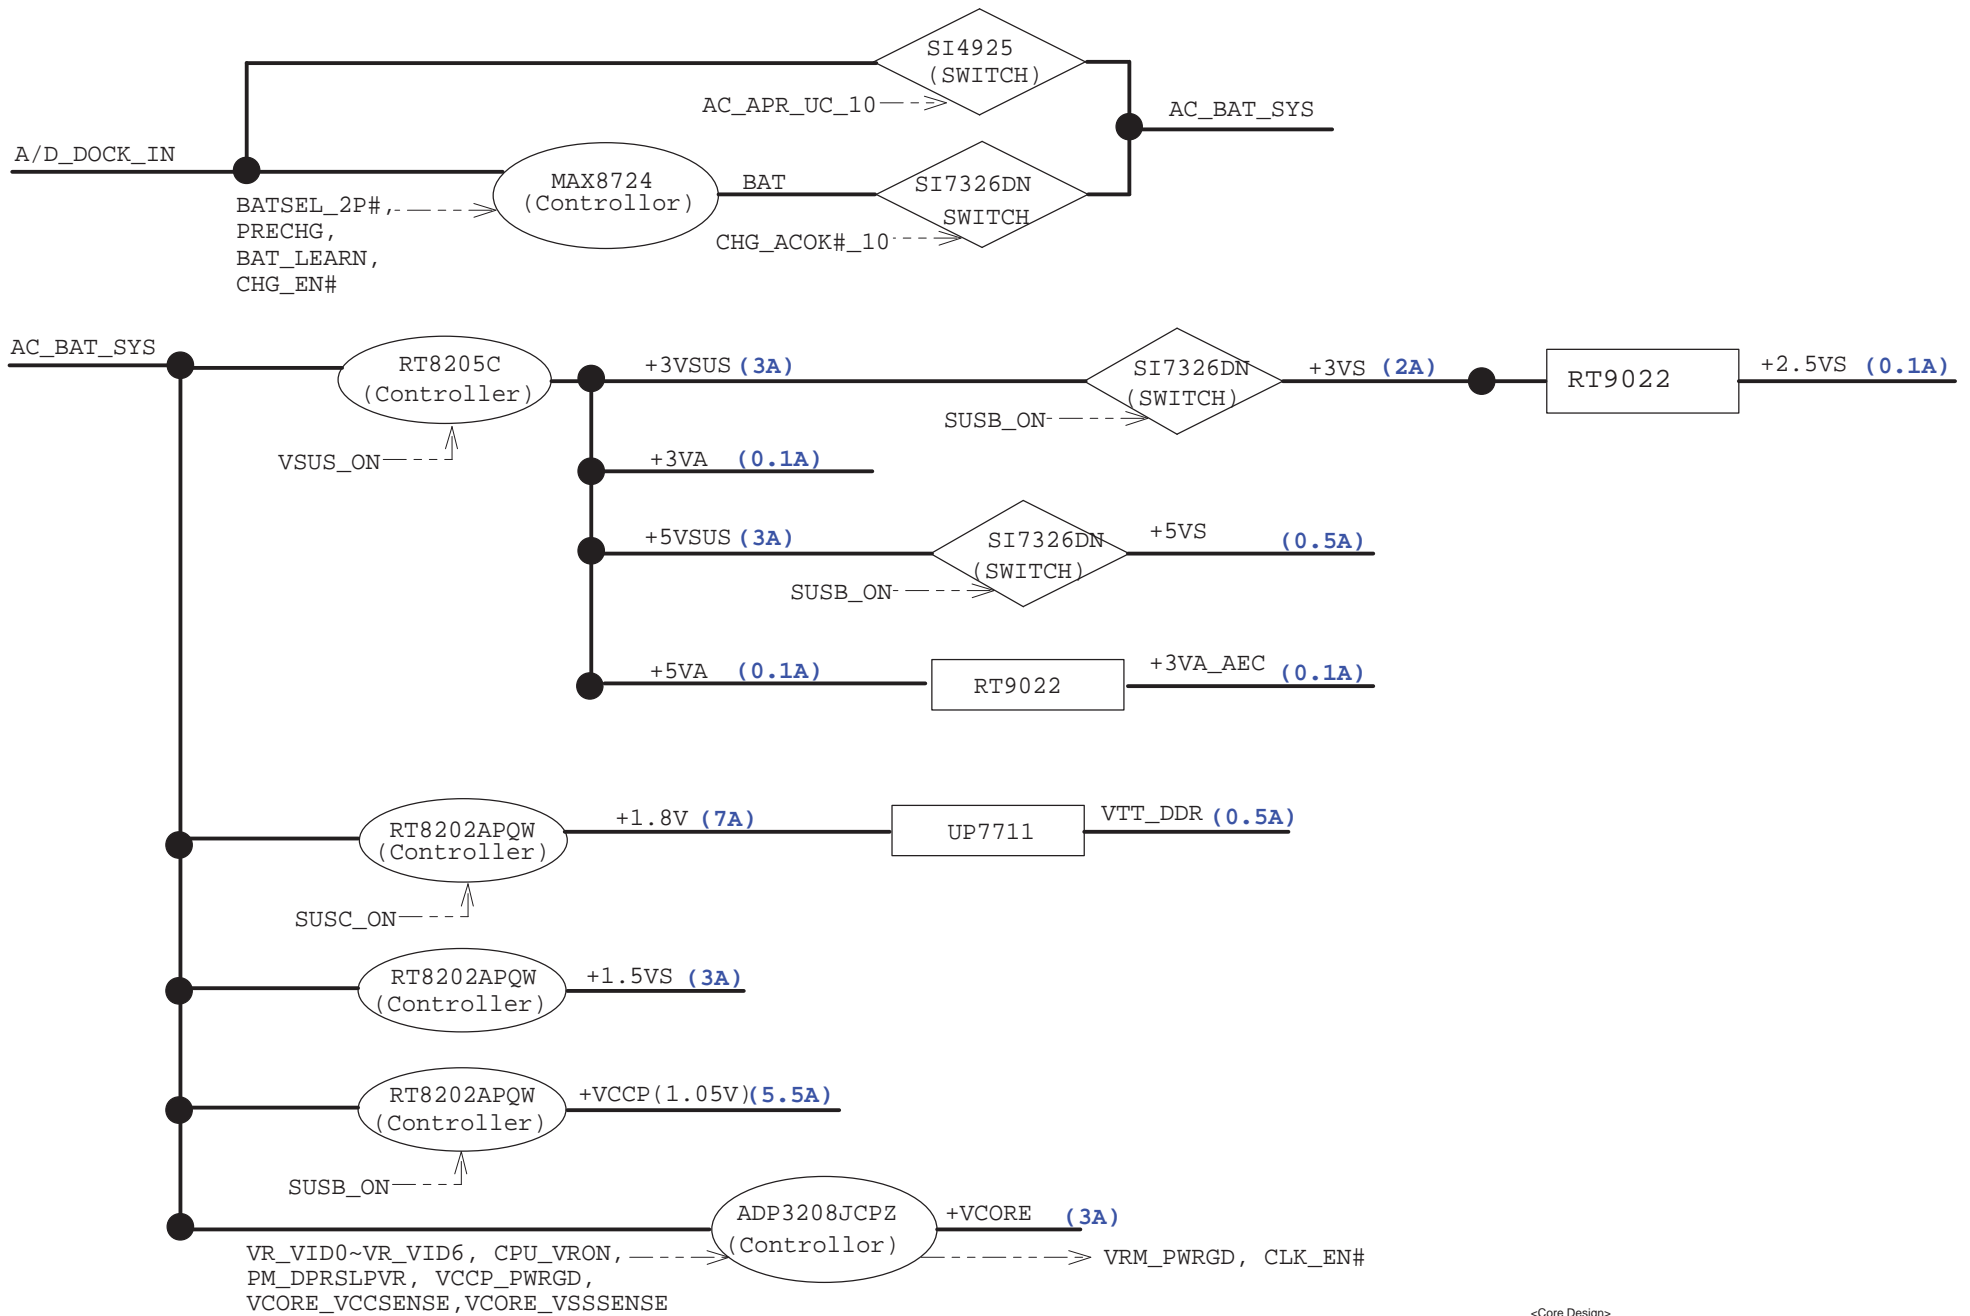 SI4925
(SWITCH)
AC_APR_UC_10
AC_BAT_SYS
A/D_DOCK_IN
MAX8724
(Controllor)
BAT
SI7326DN
SWITCH
BATSEL_2P#,
PRECHG,
BAT_LEARN,
CHG_EN#
CHG_ACOK#_10
AC_BAT_SYS
RT8205C
(Controller)
VSUS_ON
+3VSUS (3A)
SI7326DN
(SWITCH)
SUSB_ON
+3VS (2A)
RT9022
+2.5VS (0.1A)
+3VA (0.1A)
+5VSUS (3A)
SI7326DN
(SWITCH)
SUSB_ON
+5VS (0.5A)
+5VA (0.1A)
RT9022
+3VA_AEC (0.1A)
RT8202APQW
(Controller)
SUSC_ON
+1.8V (7A)
UP7711
VTT_DDR (0.5A)
RT8202APQW
(Controller)
+1.5VS (3A)
RT8202APQW
(Controller)
+VCCP(1.05V)(5.5A)
SUSB_ON
ADP3208JCPZ
(Controllor)
+VCORE (3A)
VR_VID0~VR_VID6, CPU_VRON,
PM_DPRSLPVR, VCCP_PWRGD,
VCORE_VCCSENSE,VCORE_VSSSENSE
VRM_PWRGD, CLK_EN#
<Core Design>